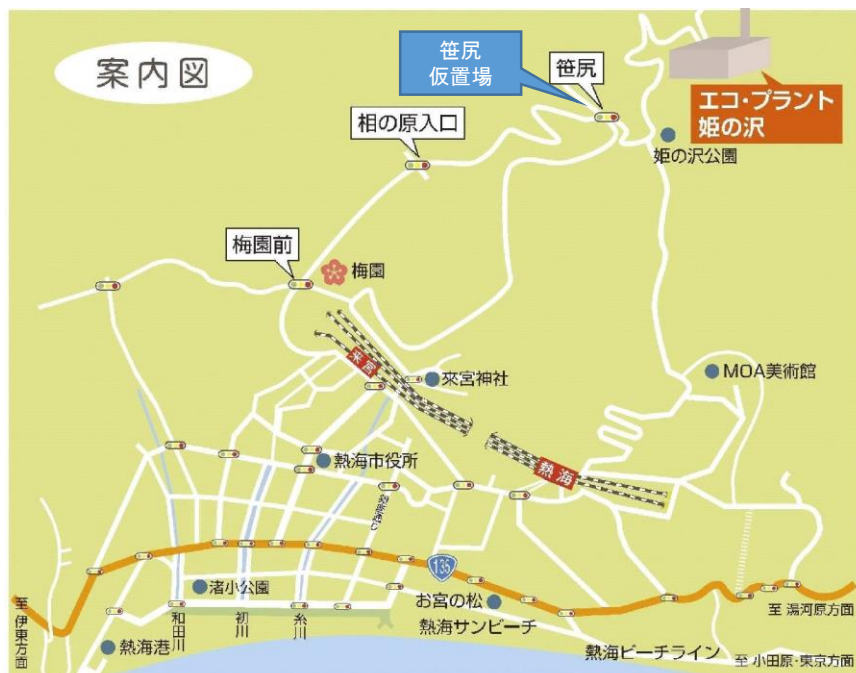 案内図
笹尻
仮置場
笹尻
エコ・プラント
姫の沢
相の原入口
姫の沢公園
梅園前
梅園
来宮
來宮神社
MOA美術館
熱海市役所
熱海
135
渚小公園
お宮の松
熱海サンビーチ
至 伊東方面
和田川
初川
糸川
熱海港
至 湯河原方面
熱海ビーチライン
至 小田原・東京方面